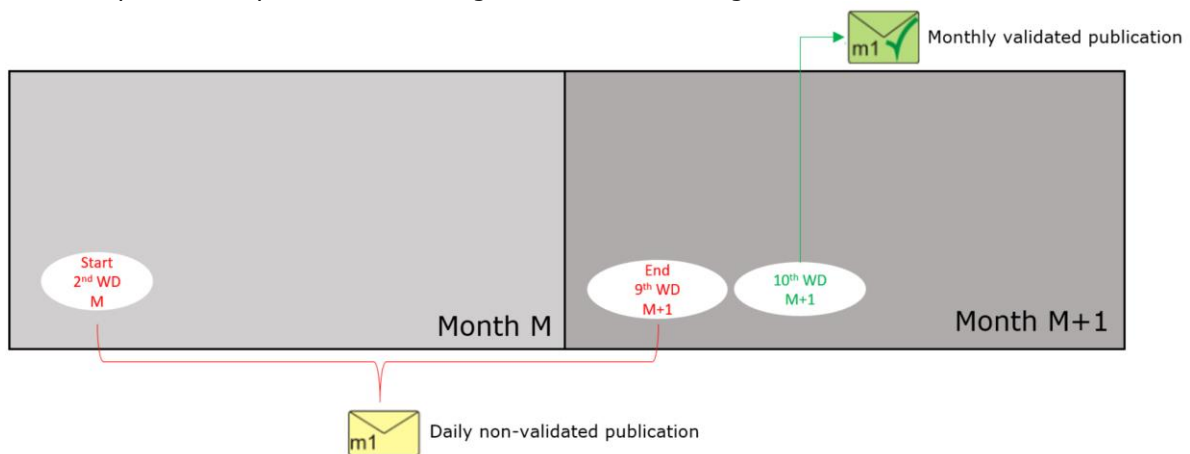 m1 Monthly validated publication
Start
2nd WD
M
End
9th WD
M+1
10th WD
M+1
Month M
Month M+1
m1 Daily non-validated publication